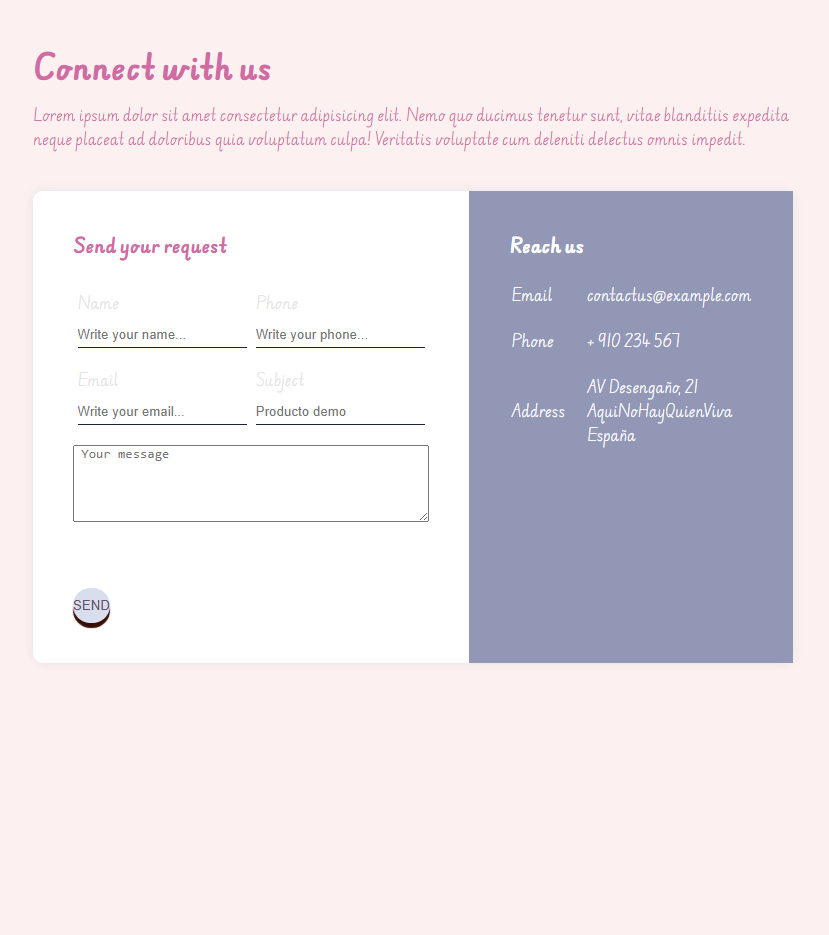 Connect with us
Lorem ipsum dolor sit amet consectetur adipisicing elit. Nemo quo ducimus tenetur sunt, vitae blanditiis expedita
neque placeat ad doloribus quia voluptatum culpa! Veritatis voluptate cum deleniti delectus omnis impedit.
Send your request
Name Phone
Write your name... Write your phone...
Email Subject
Write your email... Producto demo
Your message
SEND
Reach us
Email contactus@example.com
Phone + 910 234 567
AV Desengaño, 21
Address AquiNoHayQuienViva
España